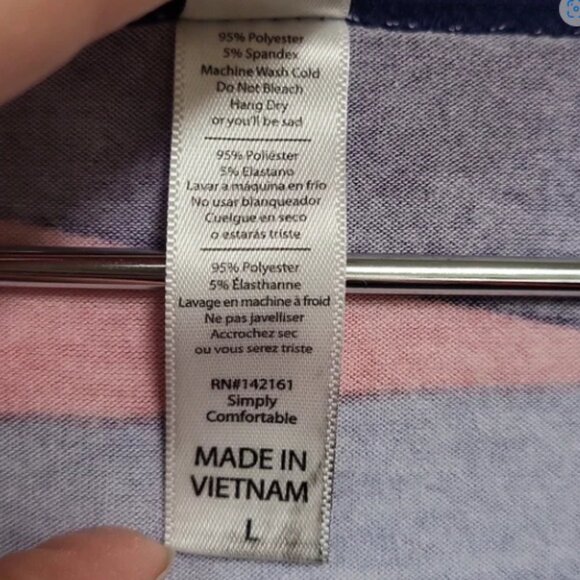 95% Polyester
5% Spandex
Machine Wash Cold
Do Not Bleach
Hang Dry
or you'll be sad
95% Poliéster
5% Elastano
Lavar a máquina en frío
No usar blanqueador
Cuelgue en seco
o estarás triste
95% Polyester
5% Élasthanne
Lavage en machine à froid
Ne pas javelliser
Accrochez sec
ou vous serez triste
RN#142161
Simply
Comfortable
MADE IN
VIETNAM
L